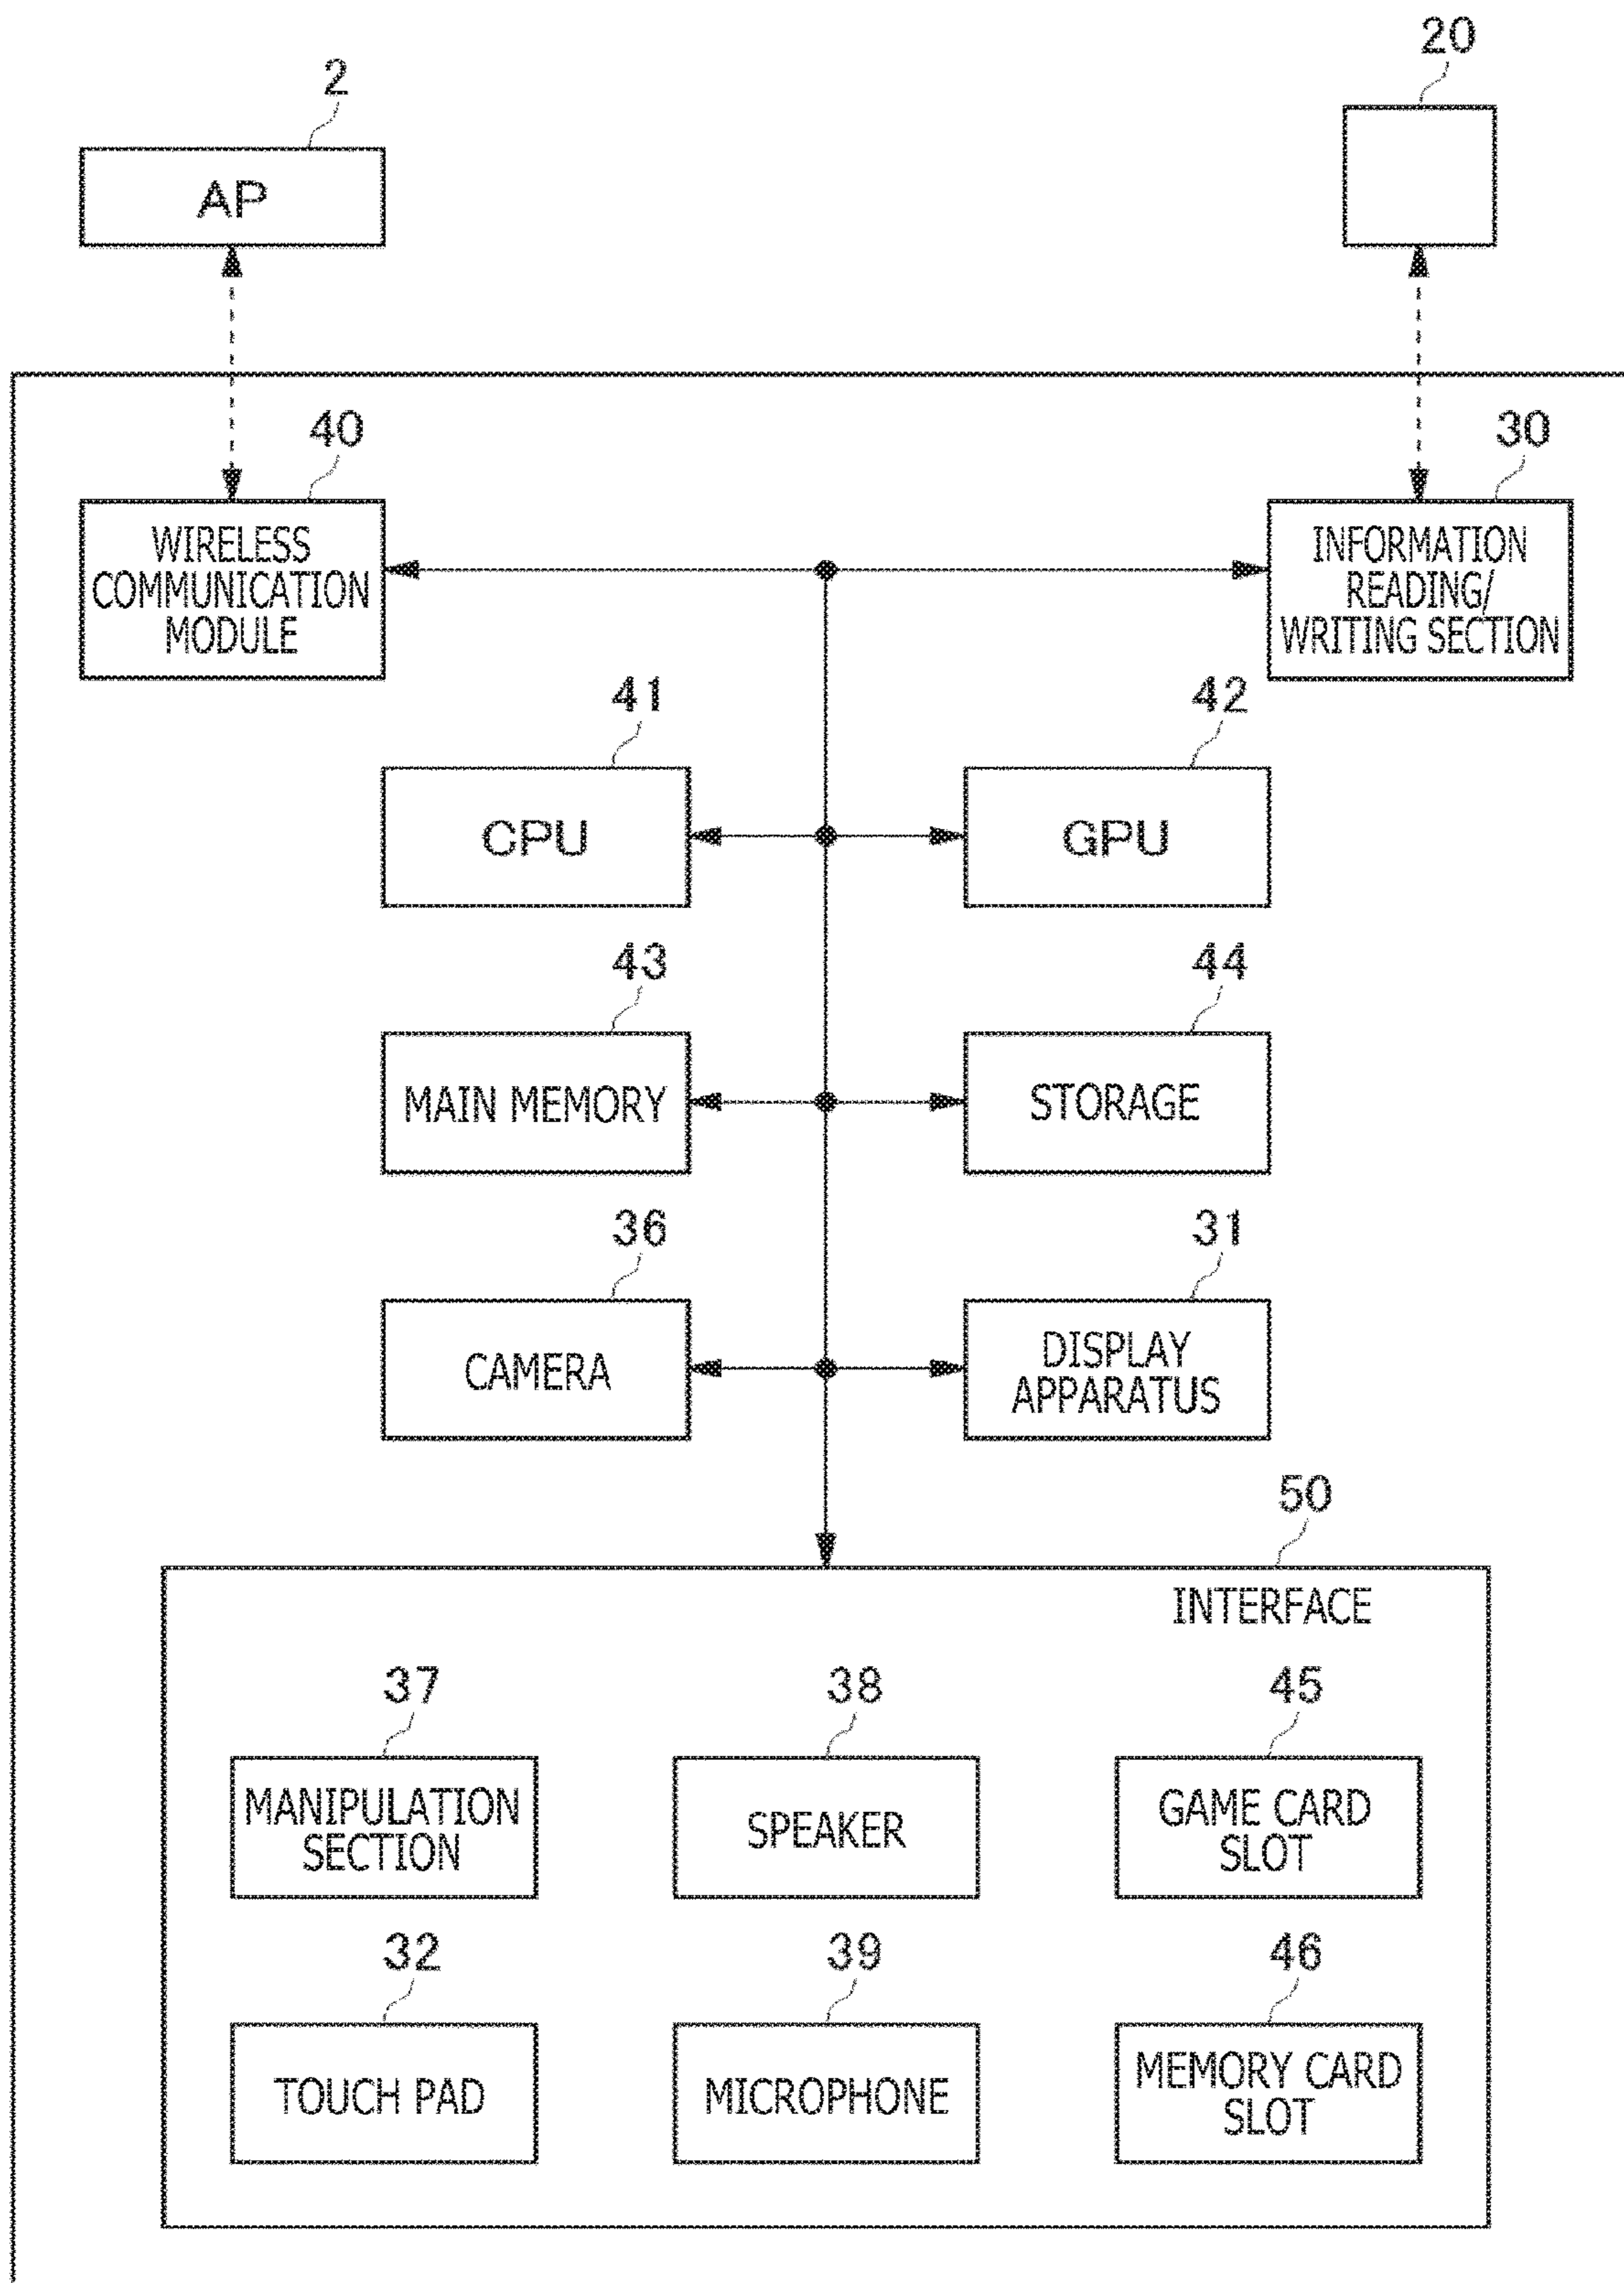 20
2
AP
40
30
WIRELESS
COMMUNICATION
MODULE
INFORMATION
READING/
WRITING SECTION
41
42
CPU
GPU
43
44
MAIN MEMORY
STORAGE
36
31
CAMERA
DISPLAY
APPARATUS
50
INTERFACE
37
38
45
MANIPULATION
SECTION
SPEAKER
GAME CARD
SLOT
32
39
46
TOUCH PAD
MICROPHONE
MEMORY CARD
SLOT